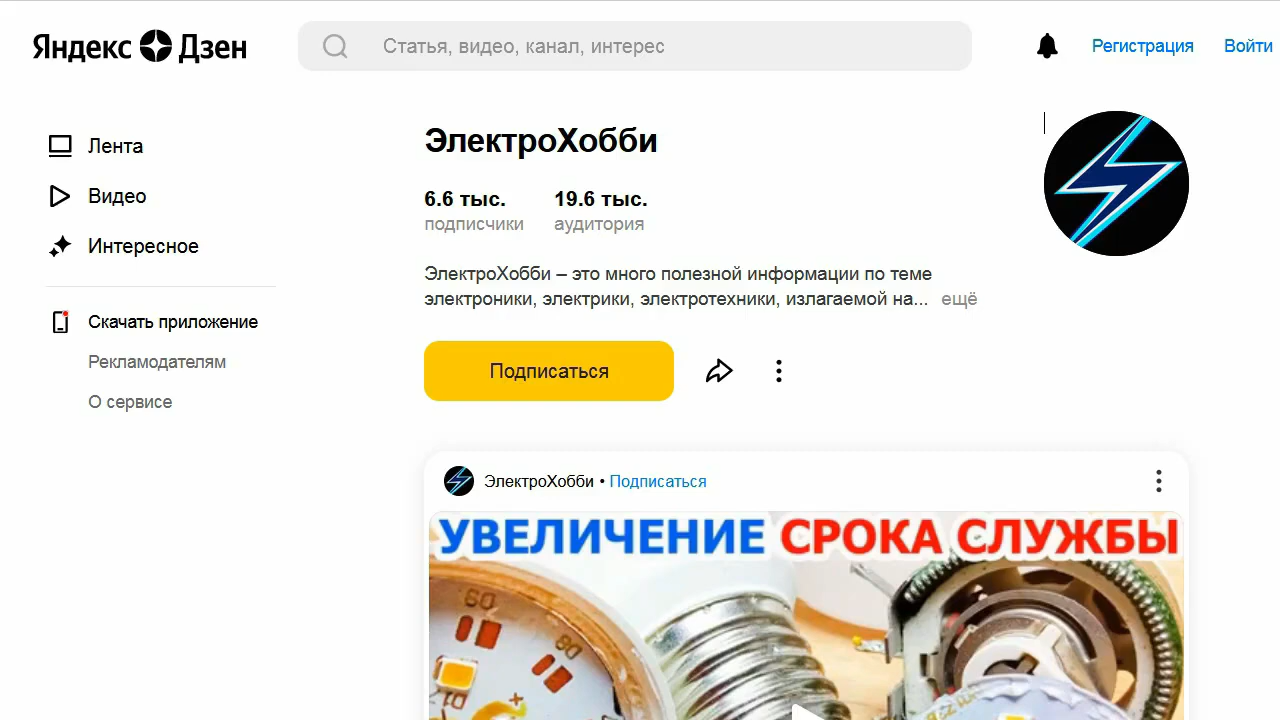 Яндекс Дзен
Статья, видео, канал, интерес
Регистрация
Войти
Лента
Видео
Интересное
Скачать приложение
Рекламодателям
О сервисе
ЭлектроХобби
6.6 тыс. 19.6 тыс.
подписчики аудитория
ЭлектроХобби – это много полезной информации по теме
электроники, электрики, электротехники, излагаемой на... ещё
Подписаться
ЭлектроХобби • Подписаться
УВЕЛИЧЕНИЕ СРОКА СЛУЖБЫ
D9
D8